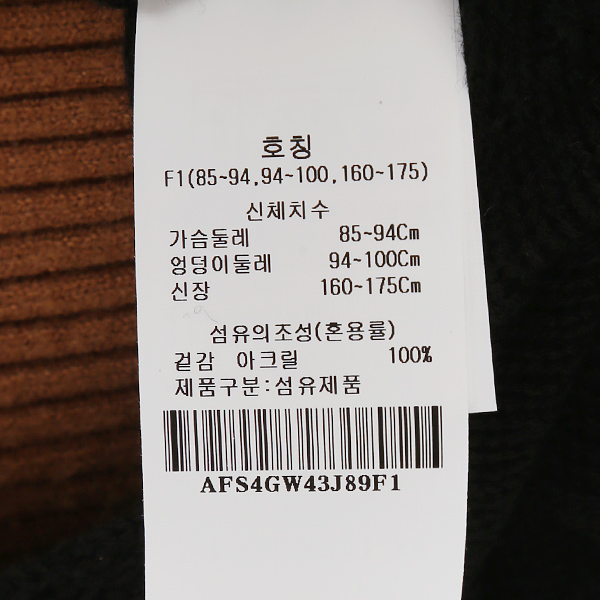 호칭
F1(85~94,94~100,160~175)
신체치수
가슴둘레 85~94Cm
엉덩이둘레 94~100Cm
신장 160~175Cm
섬유의조성(혼용률)
겉감 아크릴 100%
제품구분:섬유제품
AFS4GW43J89F1